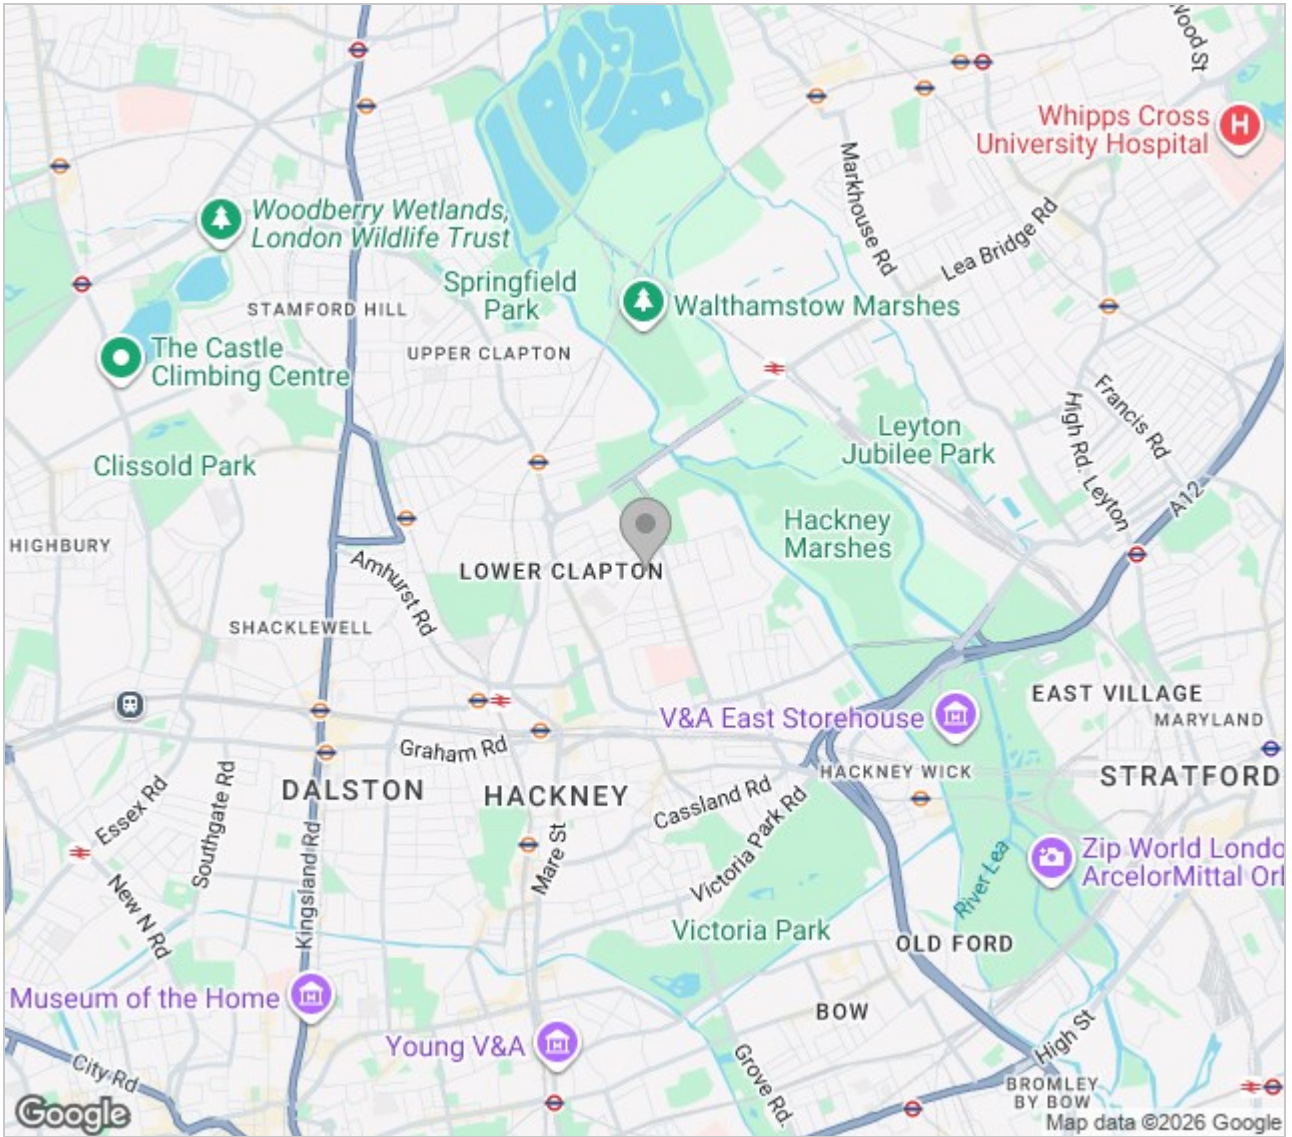 Wood St
Whipps Cross
University Hospital
Markhouse Rd
Woodberry Wetlands,
London Wildlife Trust
Lea Bridge Rd
Springfield
Park
Walthamstow Marshes
STAMFORD HILL
The Castle
Climbing Centre
UPPER CLAPTON
Francis Rd
High Rd. Leyton
Leyton
Jubilee Park
Clissold Park
A12
Hackney
Marshes
HIGHBURY
Amhurst Rd
LOWER CLAPTON
SHACKLEWELL
EAST VILLAGE
V&A East Storehouse
MARYLAND
Graham Rd
HACKNEY WICK
STRATFORD
DALSTON
HACKNEY
Cassland Rd
Essex Rd
Southgate Rd
Victoria Park Rd
Kingsland Rd
Mare St
Zip World Londo
ArcelorMittal Orl
River Lea
New N Rd
Victoria Park
OLD FORD
Museum of the Home
BOW
Young V&A
High St
City Rd
Grove Rd.
BROMLEY
BY BOW
Google
Map data ©2026 Google